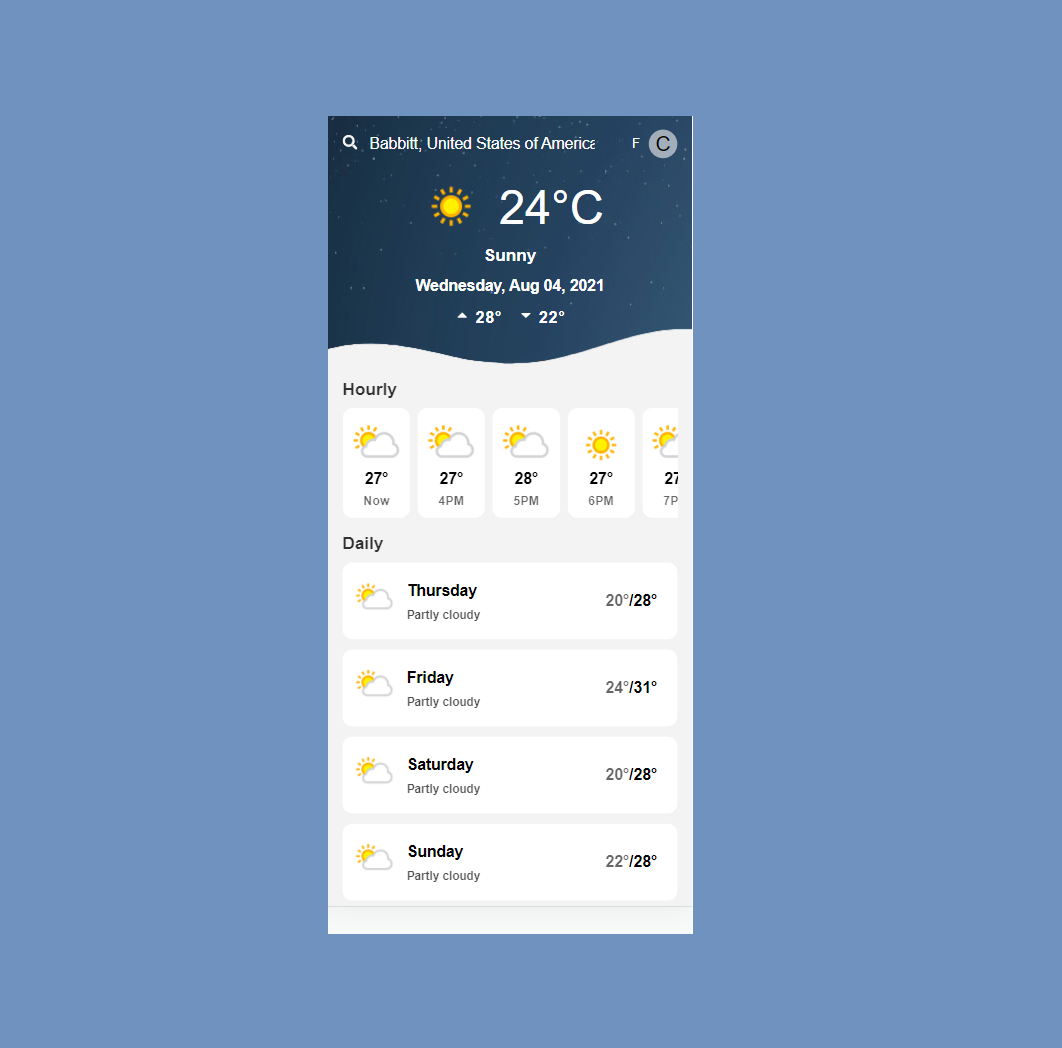 Babbitt, United States of America F C
24°C
Sunny
Wednesday, Aug 04, 2021
28° 22°
Hourly
27° 27° 28° 27° 27
Now 4PM 5PM 6PM 7P
Daily
Thursday
Partly cloudy
20°/28°
Friday
Partly cloudy
24°/31°
Saturday
Partly cloudy
20°/28°
Sunday
Partly cloudy
22°/28°